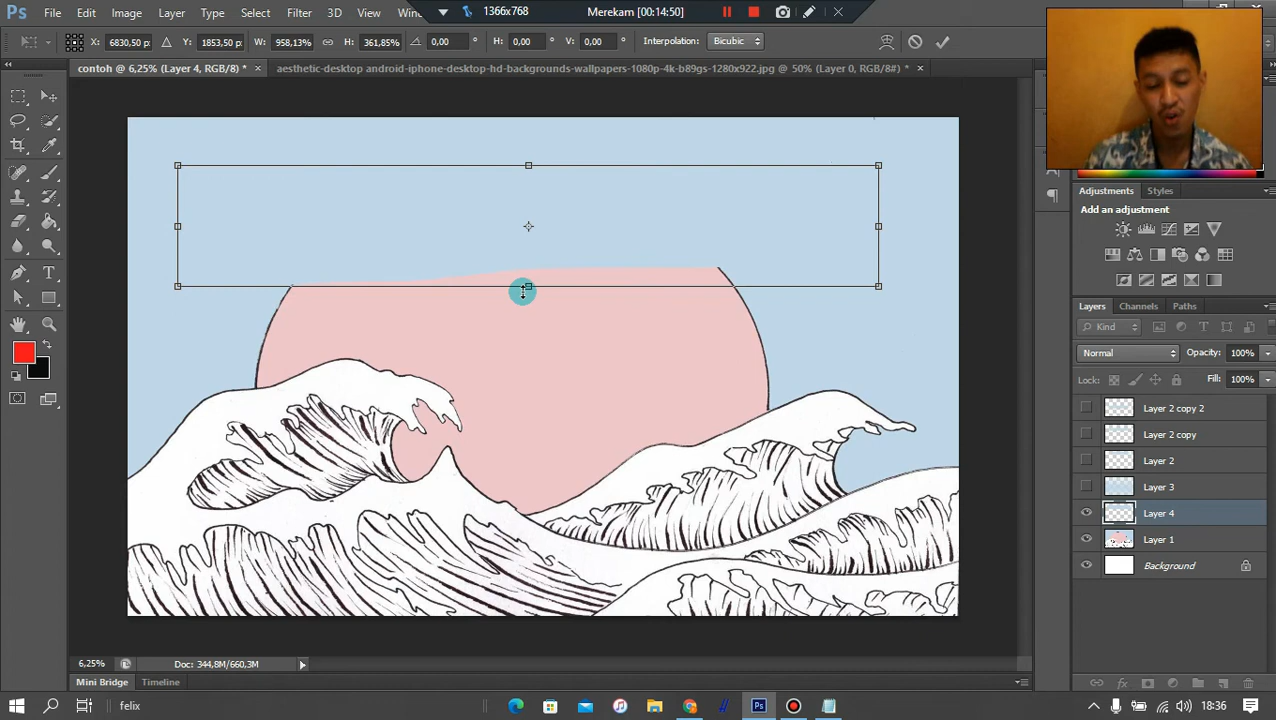 1366x768
Merekam [00:14:50]
Ps File Edit Image Layer Type Select Filter 3D View
X: 6830,50 p Y: 1853,50 px W: 958,13% H: 361,85% 0,00 ° H: 0,00 ° V: 0,00 ° Interpolation: Bicubic
contoh @ 6,25% (Layer 4, RGB/8) * × aesthetic-desktop android-iphone-desktop-hd-backgrounds-wallpapers-1080p-4k-b89gs-1280x922.jpg @ 50% (Layer 0, RGB/8#) * ×
Adjustments Styles
Add an adjustment
Layers Channels Paths
Kind
Normal Opacity: 100%
Lock: Fill: 100%
Layer 2 copy 2
Layer 2 copy
Layer 2
Layer 3
Layer 4
Layer 1
Background
6,25% Doc: 344,8M/660,3M
Mini Bridge Timeline
felix
18:36